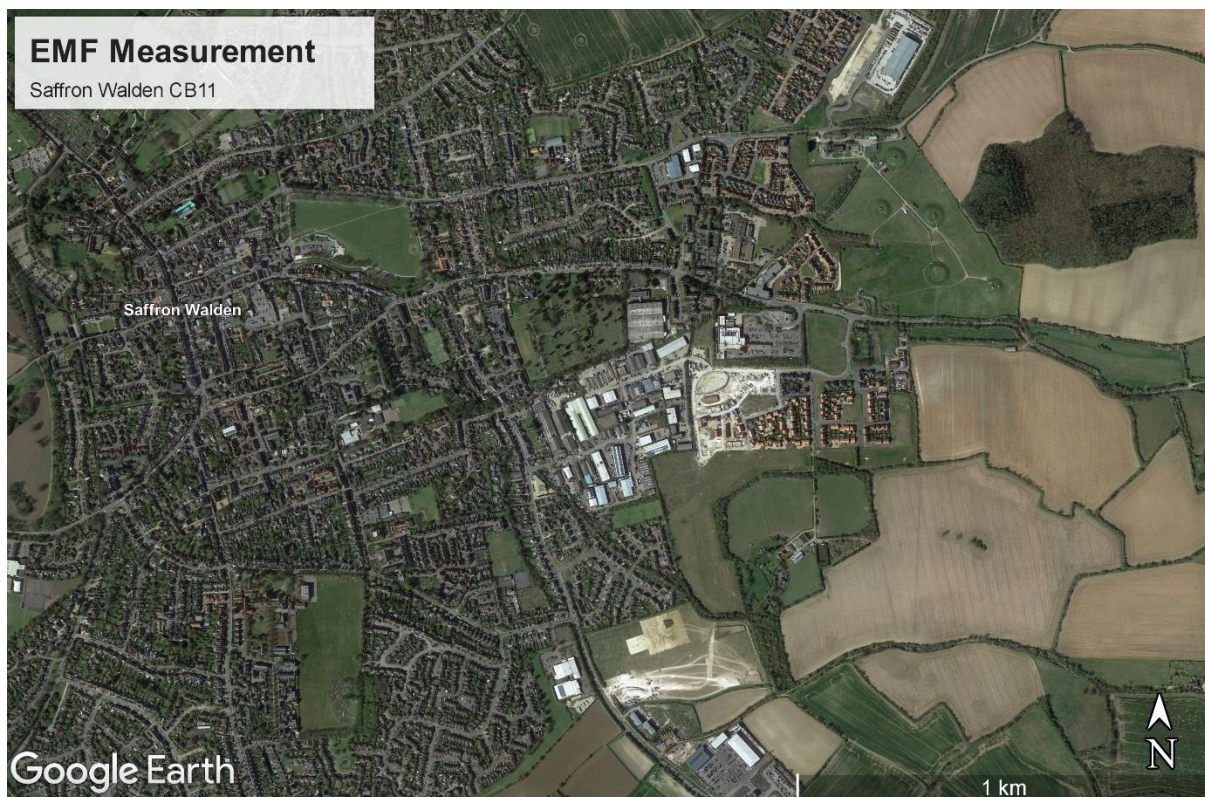 EMF Measurement
Saffron Walden CB11
Saffron Walden
Google Earth
N
1 km